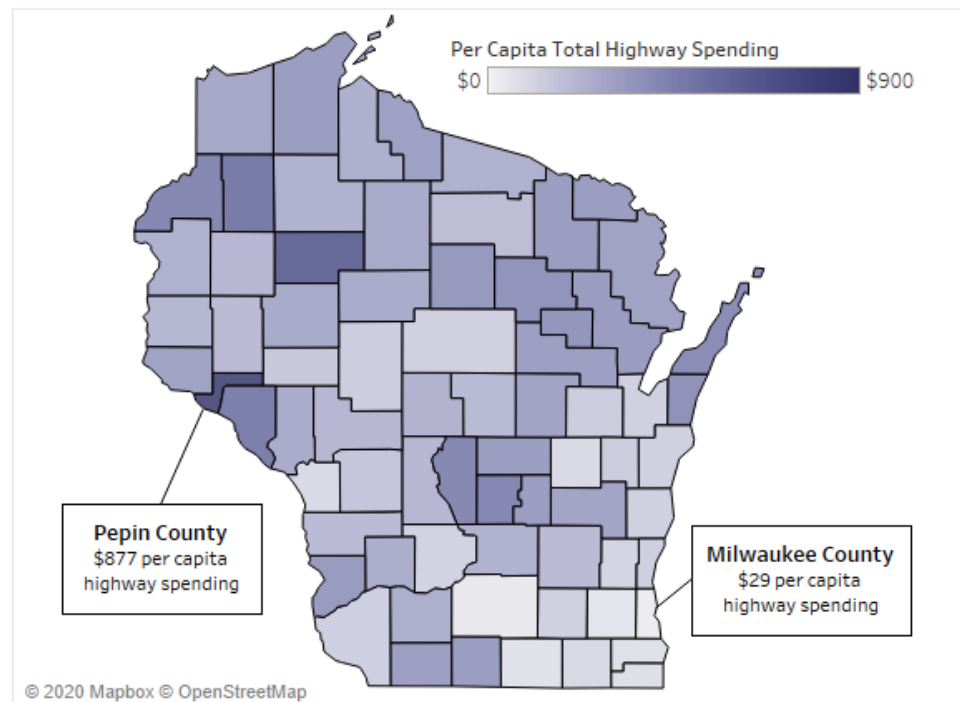 Per Capita Total Highway Spending
$0 $900
Pepin County
$877 per capita
highway spending
Milwaukee County
$29 per capita
highway spending
© 2020 Mapbox © OpenStreetMap